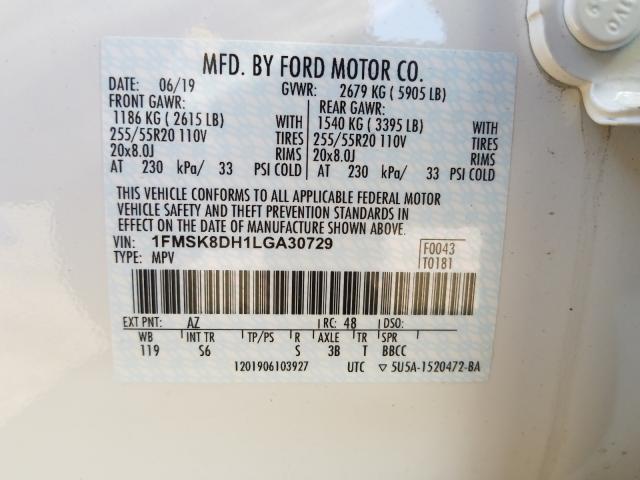 MFD. BY FORD MOTOR CO.
DATE: 06/19 GVWR: 2679 KG ( 5905 LB)
FRONT GAWR: REAR GAWR:
1186 KG ( 2615 LB) WITH 1540 KG ( 3395 LB) WITH
255/55R20 110V TIRES 255/55R20 110V TIRES
20x8.0J RIMS 20x8.0J RIMS
AT 230 kPa/ 33 PSI COLD AT 230 kPa/ 33 PSI COLD
THIS VEHICLE CONFORMS TO ALL APPLICABLE FEDERAL MOTOR
VEHICLE SAFETY AND THEFT PREVENTION STANDARDS IN
EFFECT ON THE DATE OF MANUFACTURE SHOWN ABOVE.
VIN: 1FMSK8DH1LGA30729 F0043
TYPE: MPV T0181
EXT PNT: AZ RC: 48 DSO:
WB INT TR TP/PS R AXLE TR SPR
119 S6 S 3B T BBCC
1201906103927 UTC ▽ 5U5A-1520472-BA